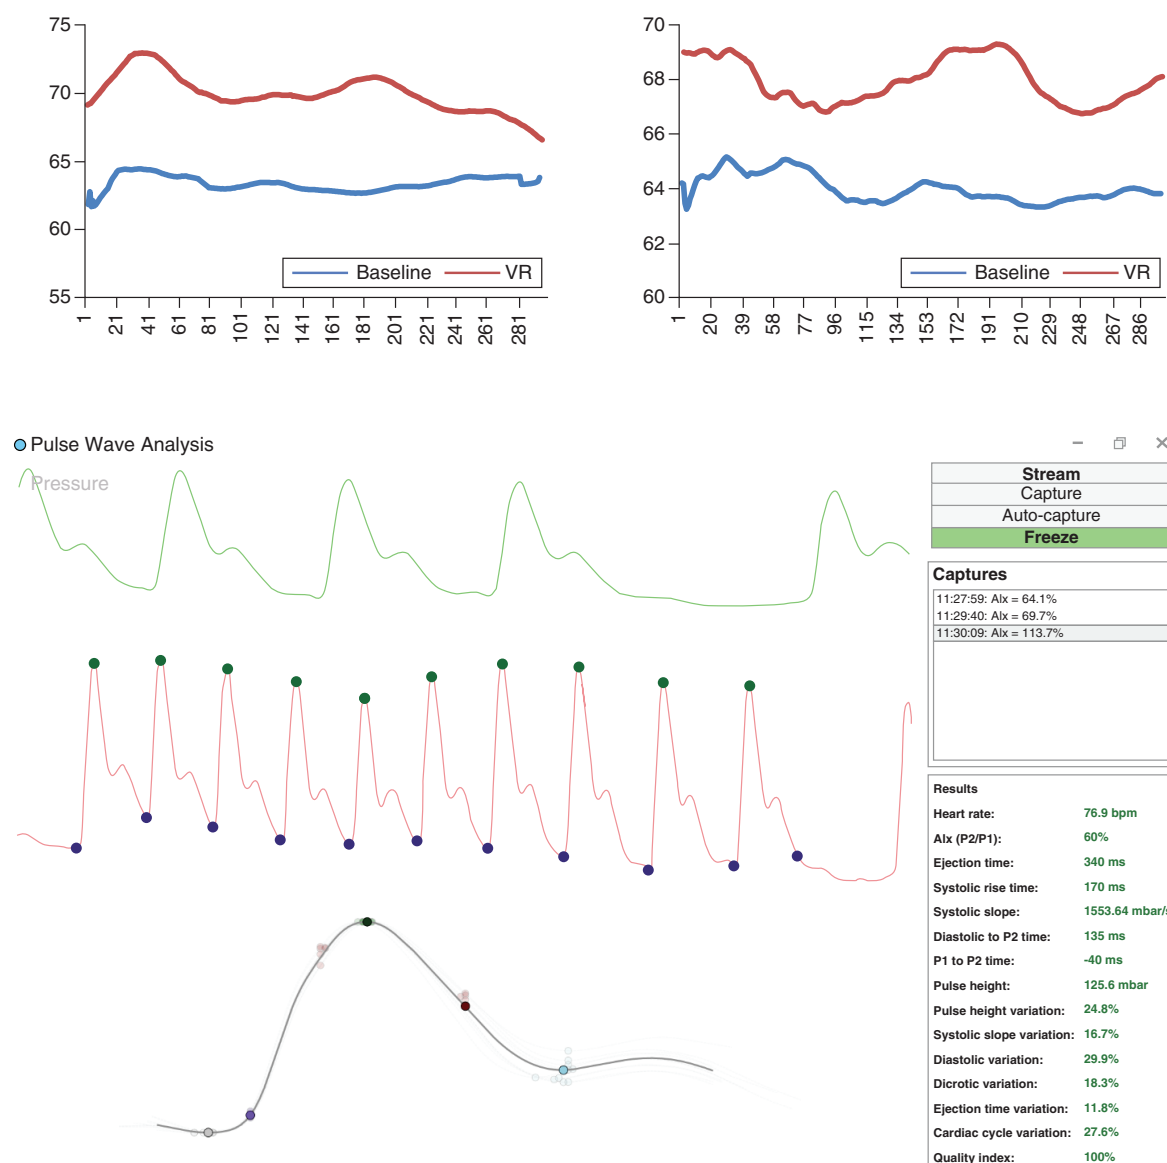 75
70
65
60
55
Baseline VR
1 21 41 61 81 101 121 141 161 181 201 221 241 261 281
70
68
66
64
62
60
Baseline VR
1 20 39 58 77 96 115 134 153 172 191 210 229 248 267 286
Pulse Wave Analysis
Pressure
Stream
Capture
Auto-capture
Freeze
Captures
11:27:59: Alx = 64.1%
11:29:40: Alx = 69.7%
11:30:09: Alx = 113.7%
Results
Heart rate: 76.9 bpm
Alx (P2/P1): 60%
Ejection time: 340 ms
Systolic rise time: 170 ms
Systolic slope: 1553.64 mbar/s
Diastolic to P2 time: 135 ms
P1 to P2 time: -40 ms
Pulse height: 125.6 mbar
Pulse height variation: 24.8%
Systolic slope variation: 16.7%
Diastolic variation: 29.9%
Dicrotic variation: 18.3%
Ejection time variation: 11.8%
Cardiac cycle variation: 27.6%
Quality index: 100%